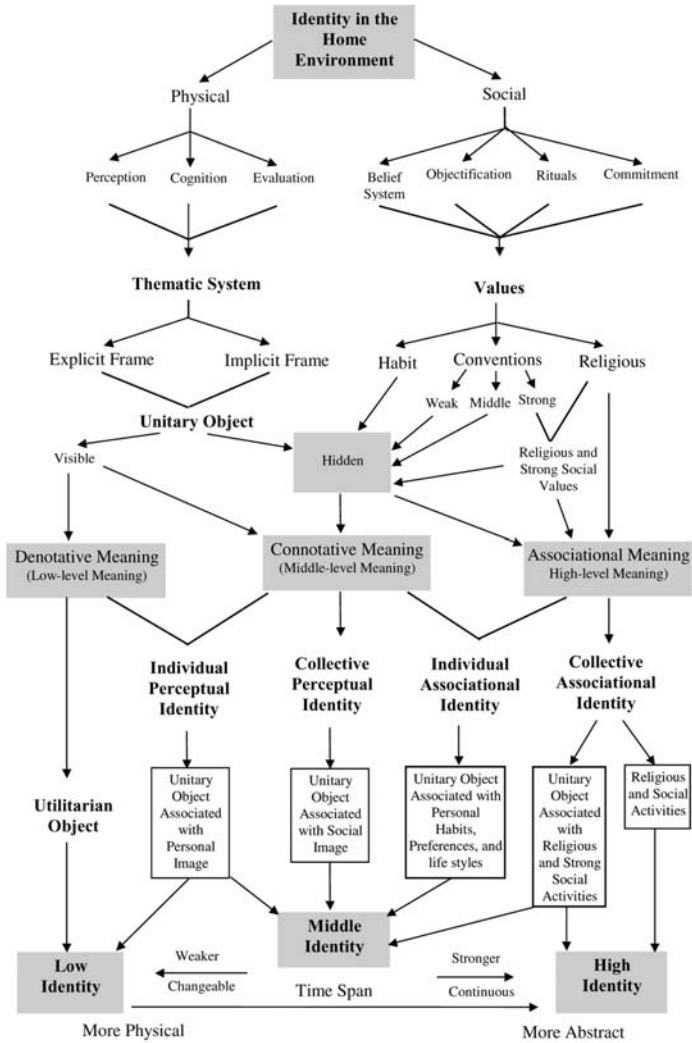 Identity in the
Home
Environment
Physical
Social
Perception
Cognition
Evaluation
Belief
System
Objectification
Rituals
Commitment
Thematic System
Values
Explicit Frame
Implicit Frame
Habit
Conventions
Religious
Weak
Middle
Strong
Unitary Object
Visible
Hidden
Religious and
Strong Social
Values
Denotative Meaning
(Low-level Meaning)
Connotative Meaning
(Middle-level Meaning)
Associational Meaning
High-level Meaning)
Individual
Perceptual
Identity
Collective
Perceptual
Identity
Individual
Associational
Identity
Collective
Associational
Identity
Utilitarian
Object
Unitary
Object
Associated
with
Personal
Image
Unitary
Object
Associated
with Social
Image
Unitary Object
Associated with
Personal
Habits,
Preferences, and
life styles
Unitary
Object
Associated
with
Religious
and Strong
Social
Activities
Religious
and Social
Activities
Low
Identity
Middle
Identity
High
Identity
Weaker
Changeable
Time Span
Stronger
Continuous
More Physical
More Abstract